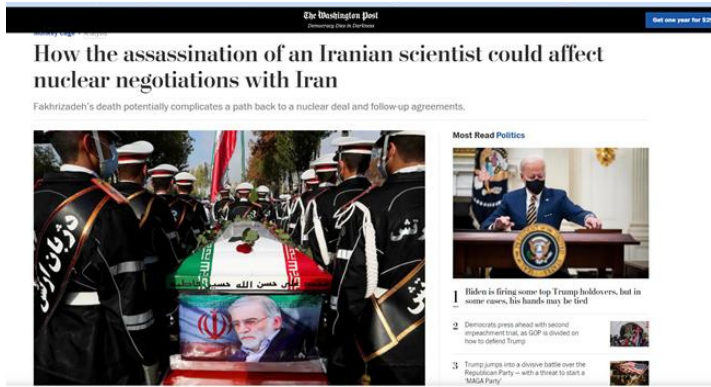 The Washington Post
Democracy Dies in Darkness
Get one year for $2
Monkey Cage • Analysis
How the assassination of an Iranian scientist could affect
nuclear negotiations with Iran
Fakhrizadeh's death potentially complicates a path back to a nuclear deal and follow-up agreements.
دژبان ارتش
Most Read Politics
1 Biden is firing some top Trump holdovers, but in
some cases, his hands may be tied
2 Democrats press ahead with second
impeachment trial, as GOP is divided on
how to defend Trump
3 Trump jumps into a divisive battle over the
Republican Party – with a threat to start a
'MAGA Party'